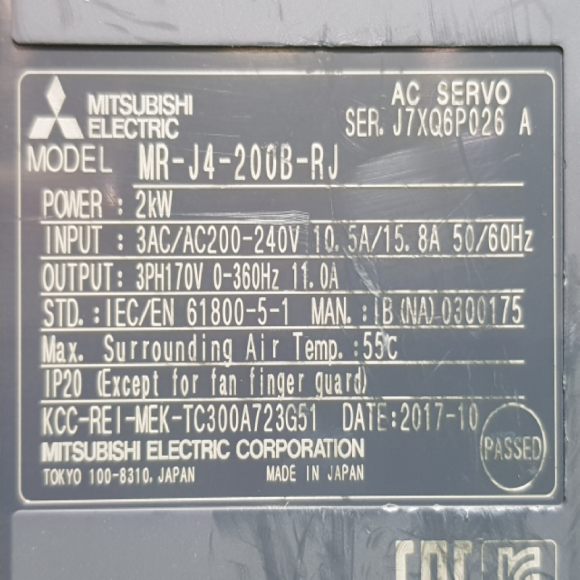 MITSUBISHI
ELECTRIC
AC SERVO
SER. J7XQ6P026 A
MODEL MR-J4-200B-RJ
POWER : 2kW
INPUT : 3AC/AC200-240V 10.5A/15.8A 50/60Hz
OUTPUT: 3PH170V 0-360Hz 11.0A
STD.: IEC/EN 61800-5-1 MAN.: IB(NA)0300175
Max. Surrounding Air Temp.:55℃
IP20 (Except for fan finger guard)
KCC-REI-MEK-TC300A723G51 DATE:2017-10
PASSED
MITSUBISHI ELECTRIC CORPORATION
TOKYO 100-8310, JAPAN MADE IN JAPAN